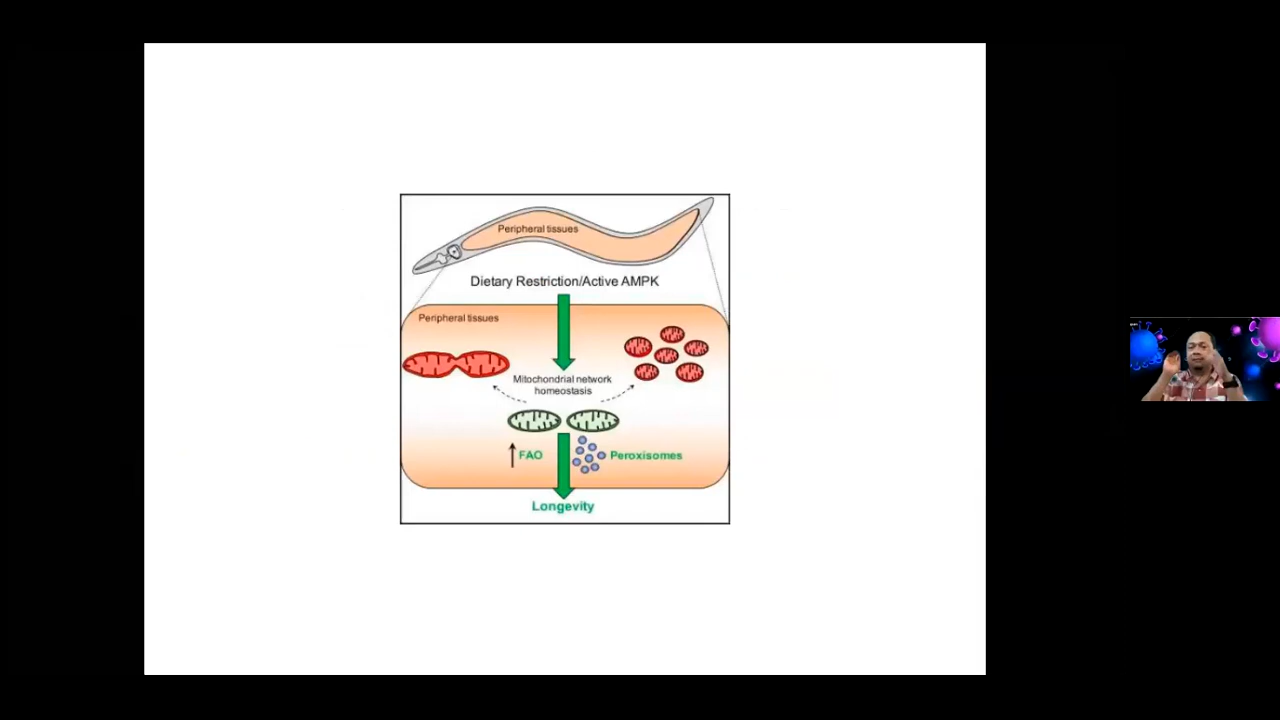 Peripheral tissues
Dietary Restriction/Active AMPK
Peripheral tissues
Mitochondrial network
homeostasis
FAO
Peroxisomes
Longevity